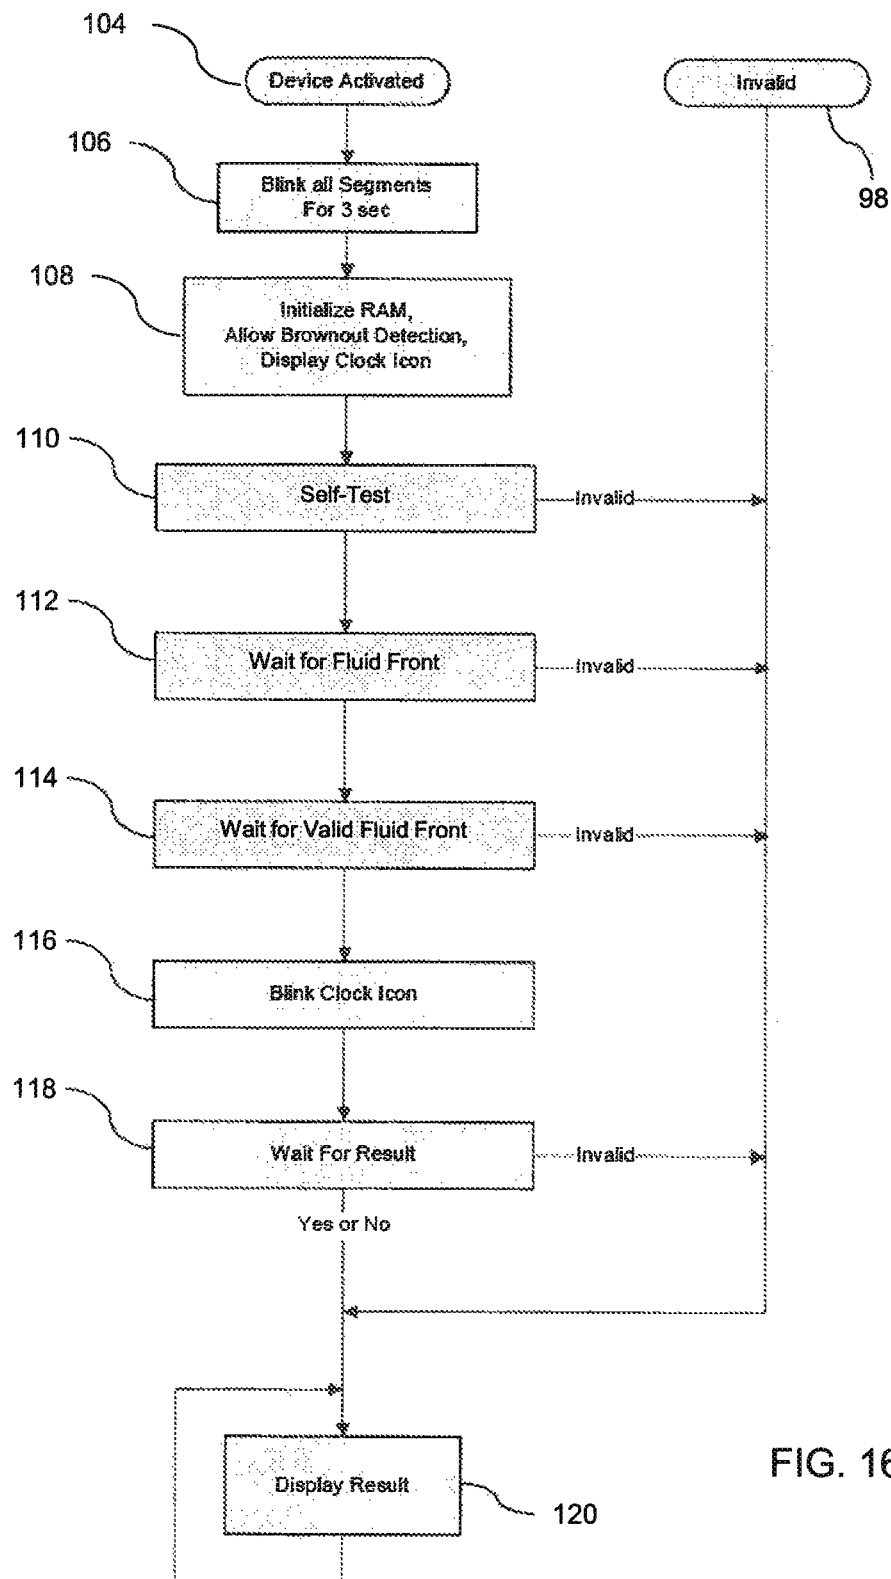 104
Device Activated
Invalid
98
106
Blink all Segments
For 3 sec
108
Initialize RAM,
Allow Brownout Detection,
Display Clock Icon
110
Self-Test
Invalid
112
Wait for Fluid Front
Invalid
114
Wait for Valid Fluid Front
Invalid
116
Blink Clock Icon
118
Wait For Result
Invalid
Yes or No
Display Result
120
FIG. 16